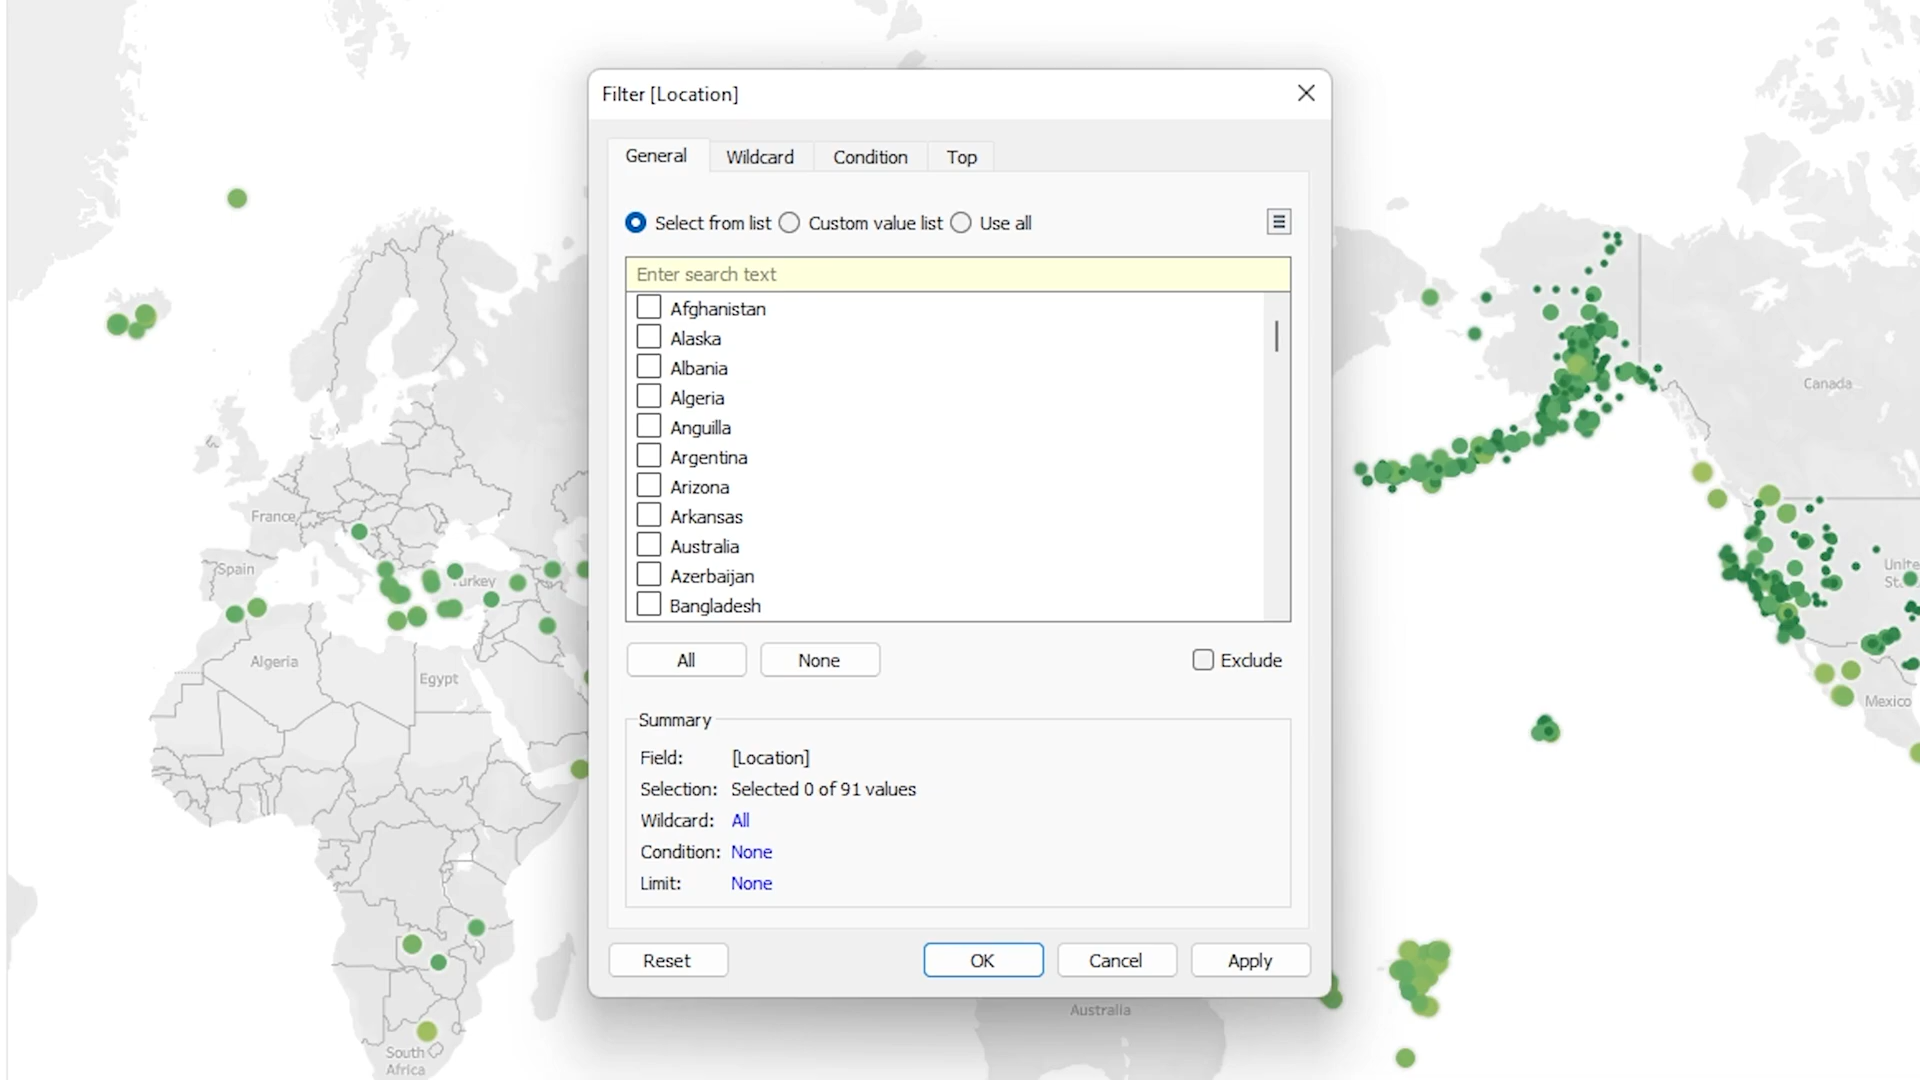 Filter [Location]
General Wildcard Condition Top
Select from list Custom value list Use all
Enter search text
Afghanistan
Alaska
Albania
Algeria
Anguilla
Argentina
Arizona
Arkansas
Australia
Azerbaijan
Bangladesh
All None Exclude
Summary
Field: [Location]
Selection: Selected 0 of 91 values
Wildcard: All
Condition: None
Limit: None
Reset OK Cancel Apply
France
Spain
Algeria
Egypt
South
Africa
Australia
Canada
Mexico